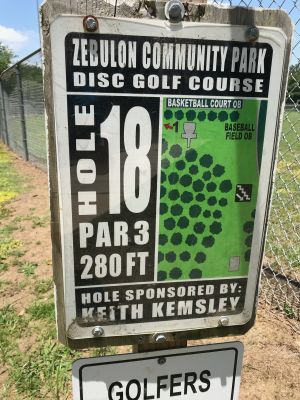 ZEBULON COMMUNITY PARK
DISC GOLF COURSE
HOLE
18
PAR 3
280 FT
BASKETBALL COURT OB
1
BASEBALL
FIELD OB
HOLE SPONSORED BY:
KEITH KEMSLEY
GOLFERS